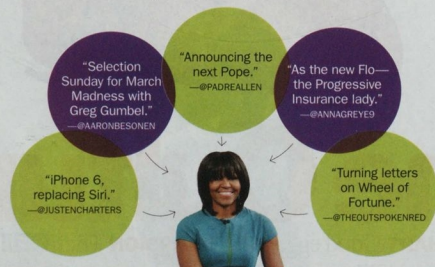 "Announcing the
next Pope."
—@PADREALLEN
"Selection
Sunday for March
Madness with
Greg Gumbel."
—@AARONBESONEN
"As the new Flo—
the Progressive
Insurance lady."
—@ANNAGREYE9
"iPhone 6,
replacing Siri."
—@JUSTENCHARTERS
"Turning letters
on Wheel of
Fortune."
—@THEOUTSPOKENRED